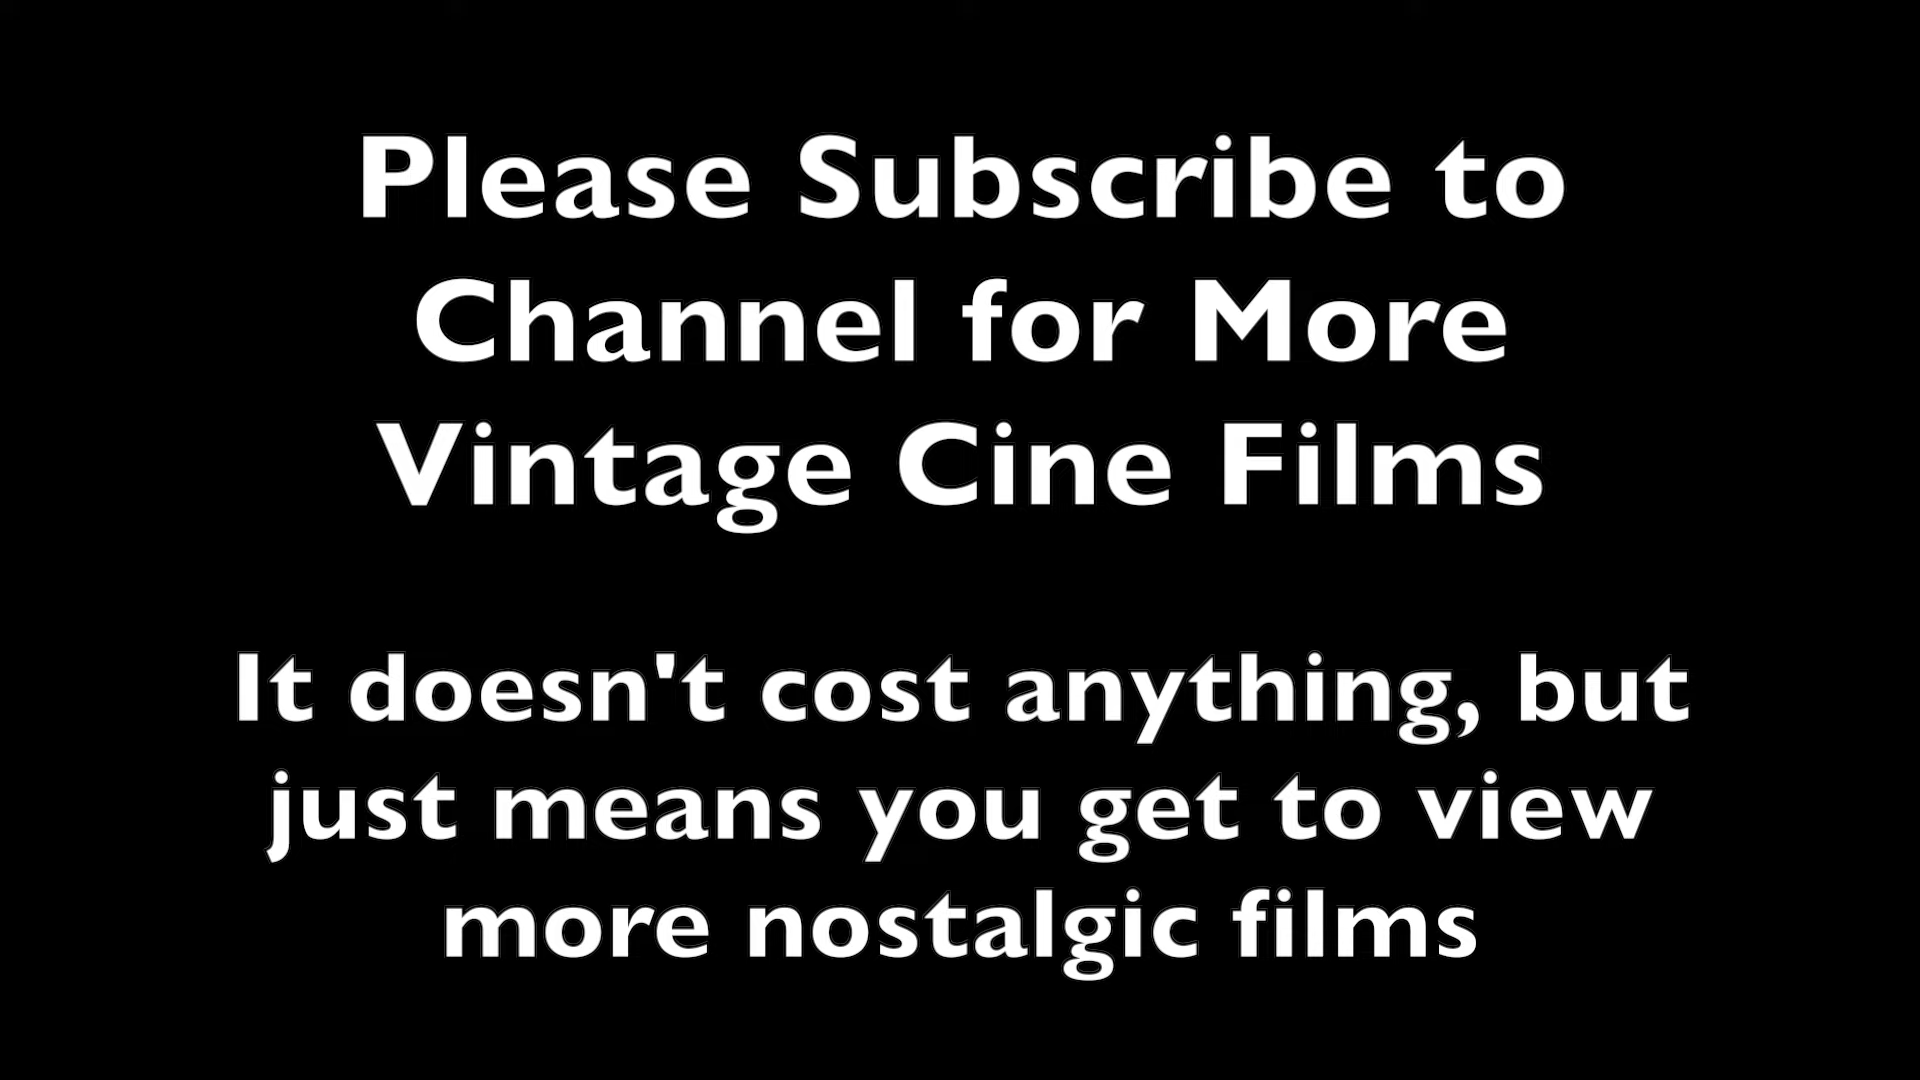 Please Subscribe to
Channel for More
Vintage Cine Films
It doesn't cost anything, but
just means you get to view
more nostalgic films